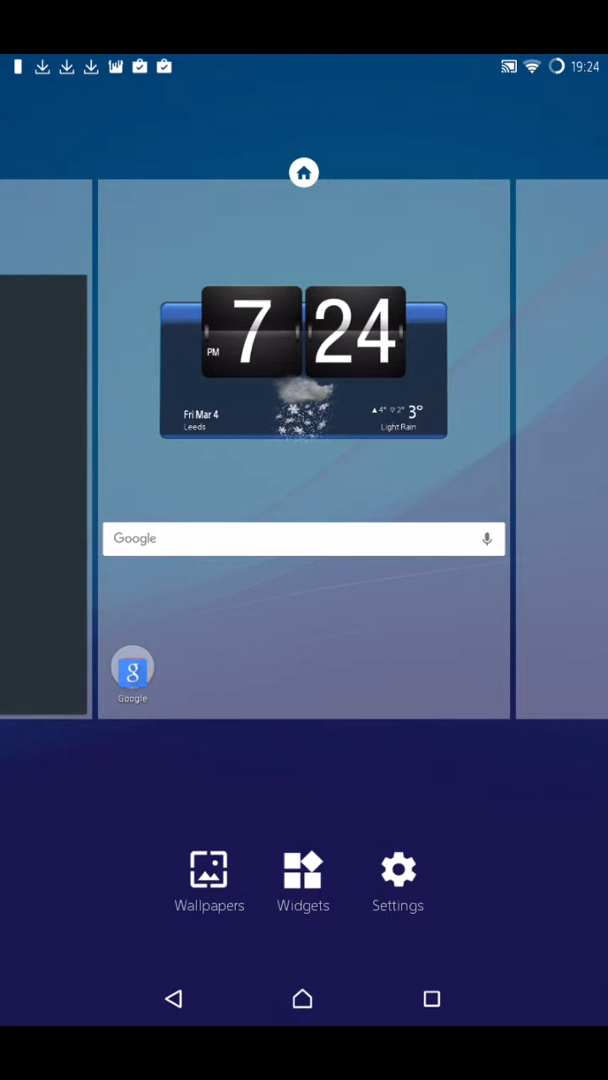 19:24
PM 7 24
Fri Mar 4
Leeds
▲4° ▽2° 3°
Light Rain
Google
g
Google
Wallpapers Widgets Settings